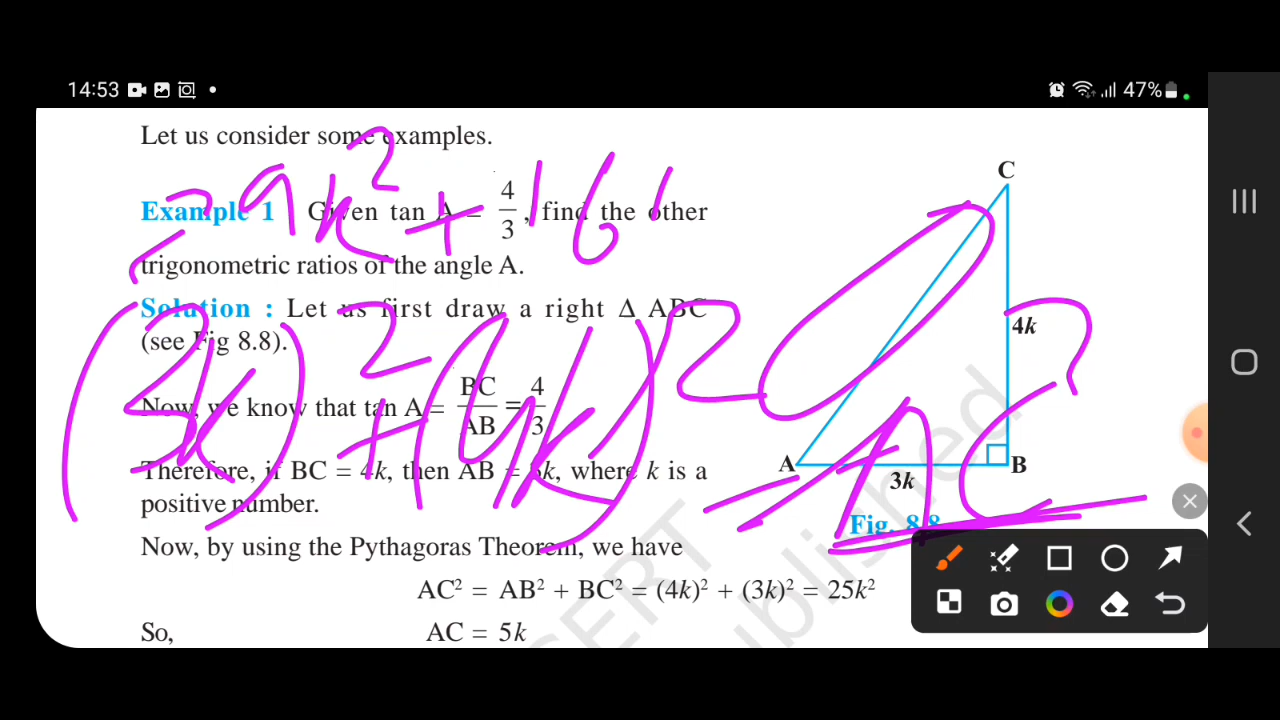 14:53
47%
Let us consider some examples.
Example 1 Given tan A = 4/3, find the other
trigonometric ratios of the angle A.
Solution : Let us first draw a right Δ ABC
(see Fig 8.8).
Now, we know that tan A = BC/AB = 4/3
Therefore, if BC = 4k, then AB = 3k, where k is a
positive number.
Now, by using the Pythagoras Theorem, we have
AC² = AB² + BC² = (4k)² + (3k)² = 25k²
So, AC = 5k
C
4k
A
B
3k
Fig. 8.8
9k² + 16
(3k)² + (4k)² = AC²